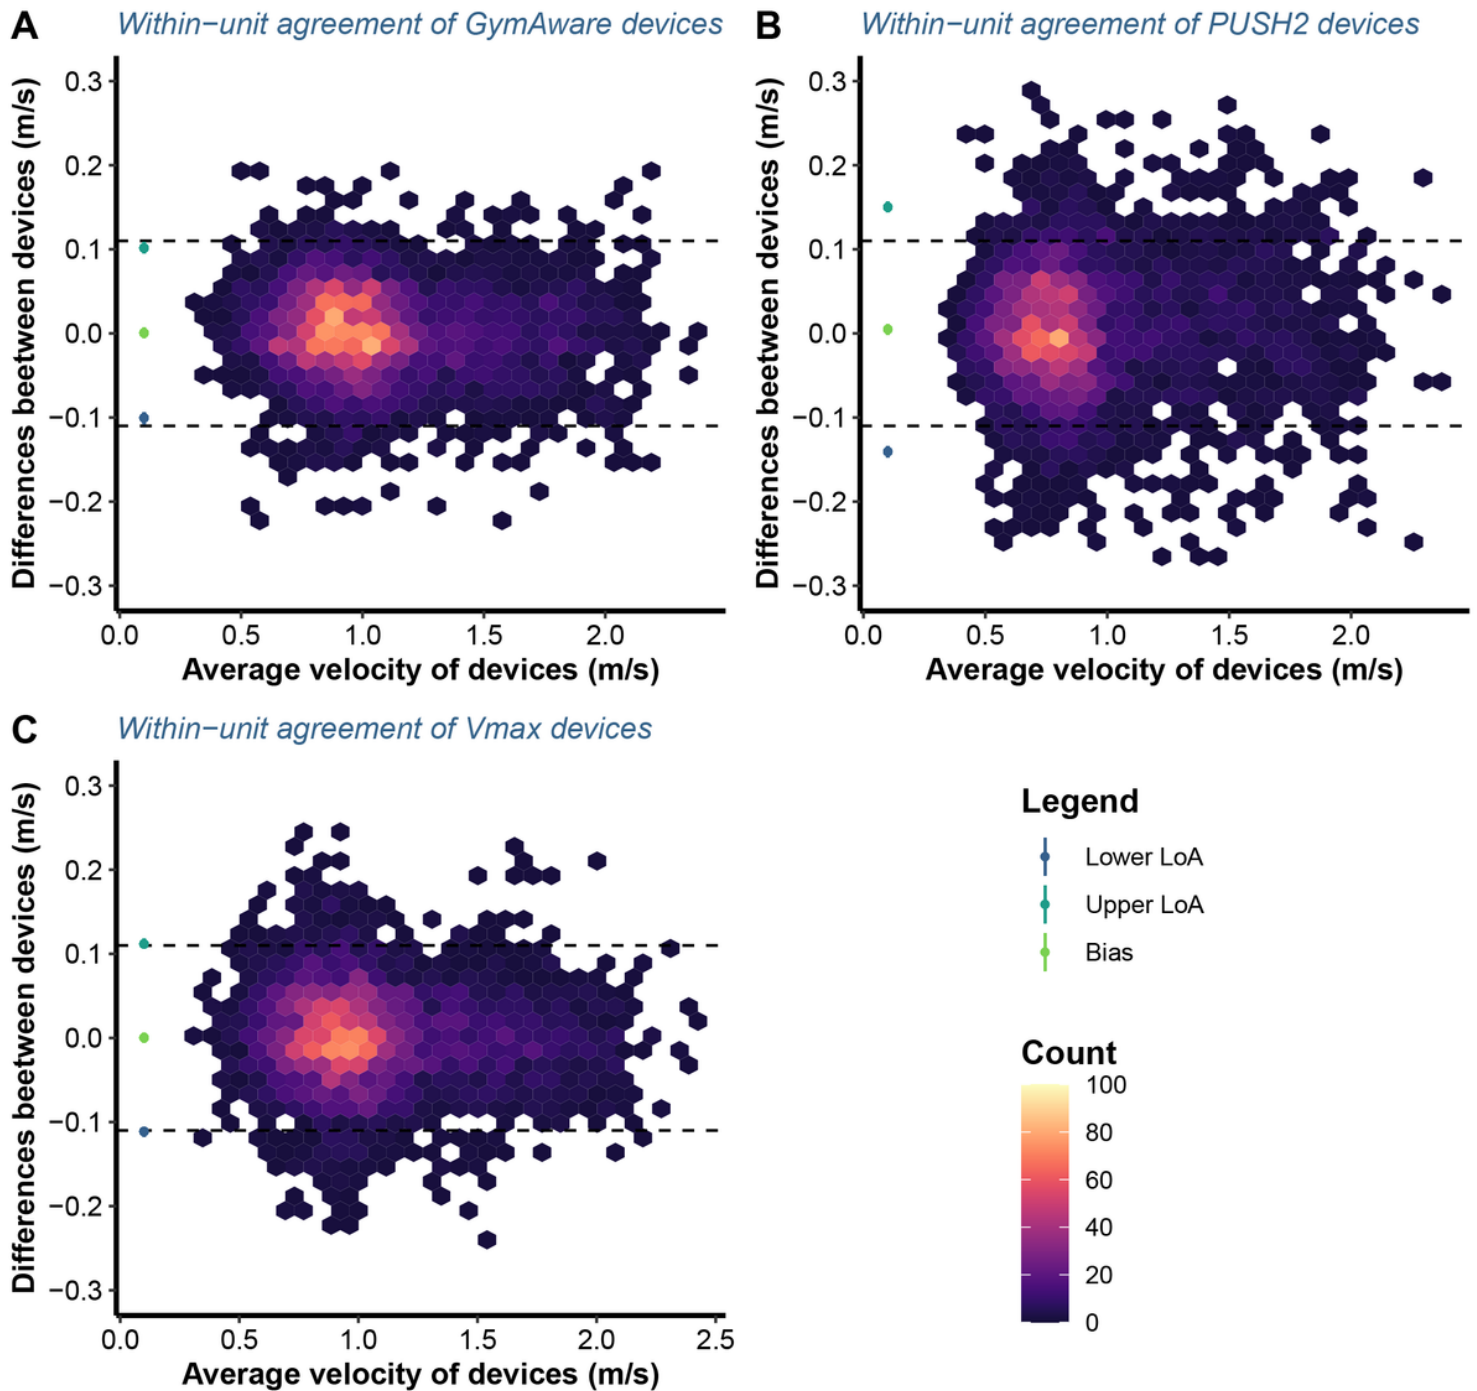 A Within−unit agreement of GymAware devices
Differences beetween devices (m/s)
0.3
0.2
0.1
0.0
−0.1
−0.2
−0.3
0.0 0.5 1.0 1.5 2.0
Average velocity of devices (m/s)
B Within−unit agreement of PUSH2 devices
Differences beetween devices (m/s)
0.3
0.2
0.1
0.0
−0.1
−0.2
−0.3
0.0 0.5 1.0 1.5 2.0
Average velocity of devices (m/s)
C Within−unit agreement of Vmax devices
Differences beetween devices (m/s)
0.3
0.2
0.1
0.0
−0.1
−0.2
−0.3
0.0 0.5 1.0 1.5 2.0 2.5
Average velocity of devices (m/s)
Legend
Lower LoA
Upper LoA
Bias
Count
100
80
60
40
20
0